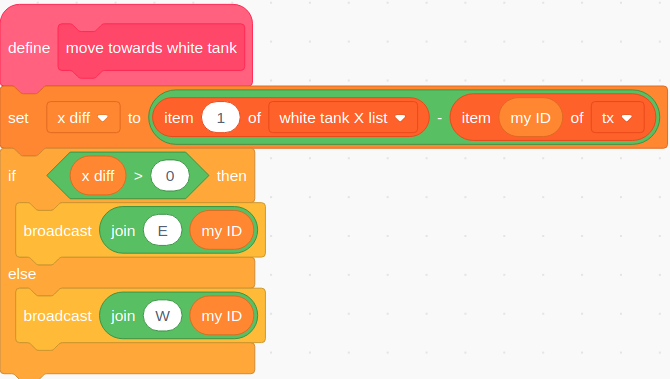 define move towards white tank
set x diff to item 1 of white tank X list - item my ID of tx
if x diff > 0 then
broadcast join E my ID
else
broadcast join W my ID